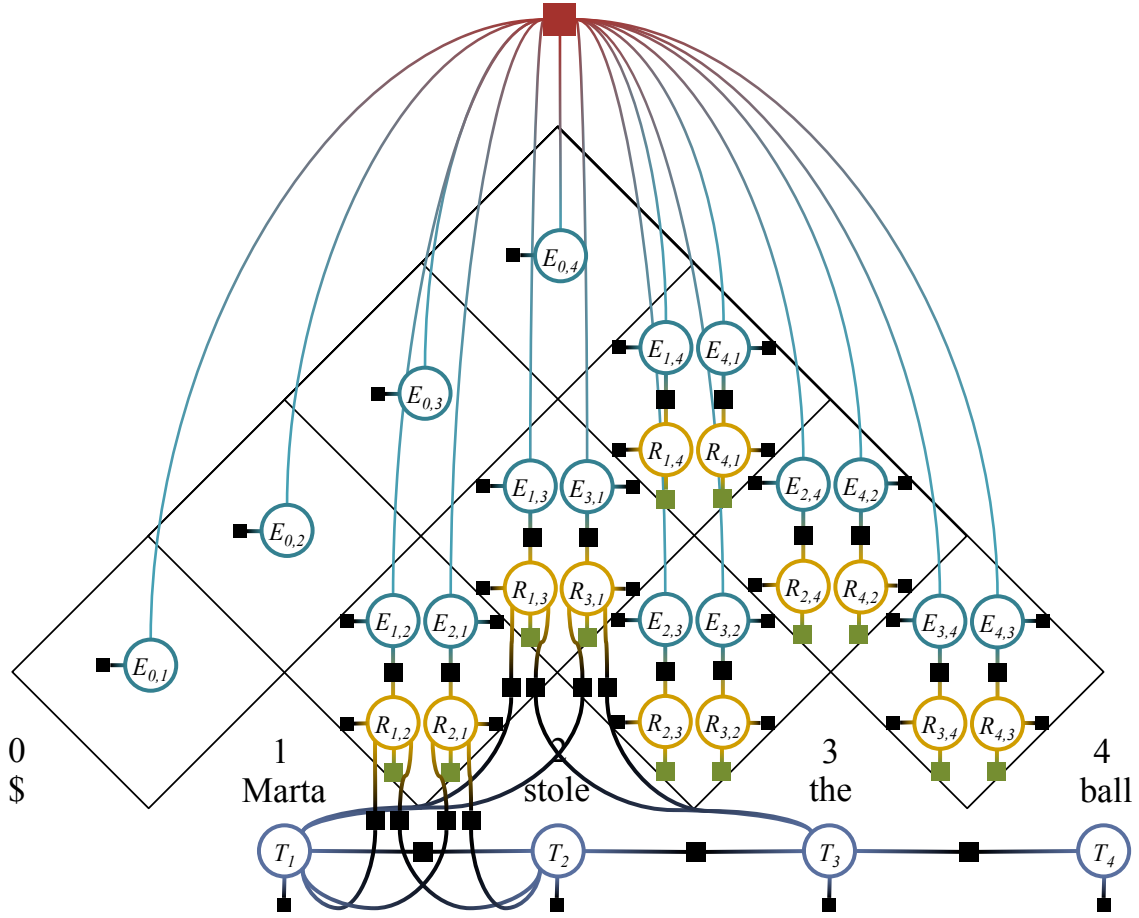 E0,4
E1,4 E4,1
E0,3
R1,4 R4,1
E1,3 E3,1 E2,4 E4,2
E0,2
R1,3 R3,1 R2,4 R4,2
E1,2 E2,1 E2,3 E3,2 E3,4 E4,3
E0,1
R1,2 R2,1 R2,3 R3,2 R3,4 R4,3
0 1 2 3 4
$ Marta stole the ball
T1 T2 T3 T4